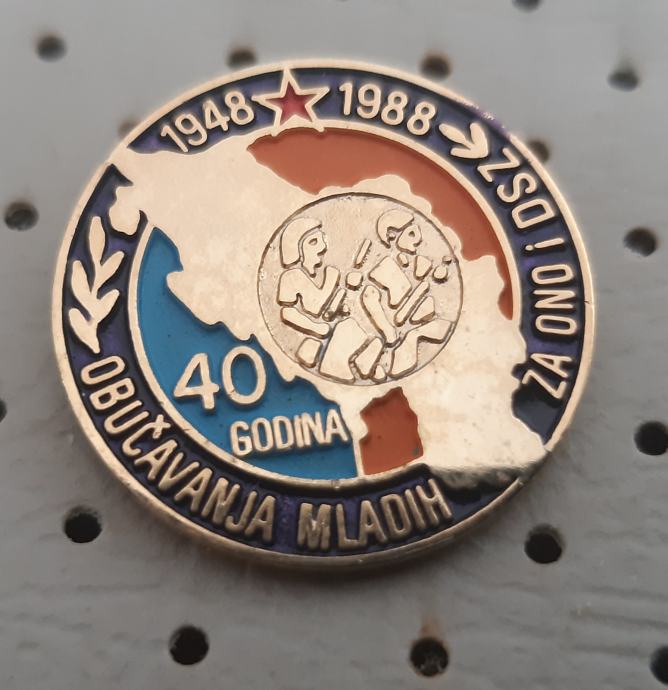 1948 ★ 1988 →
40
GODINA
OBUČAVANJA MLADIH
ZA ONO I DSZ